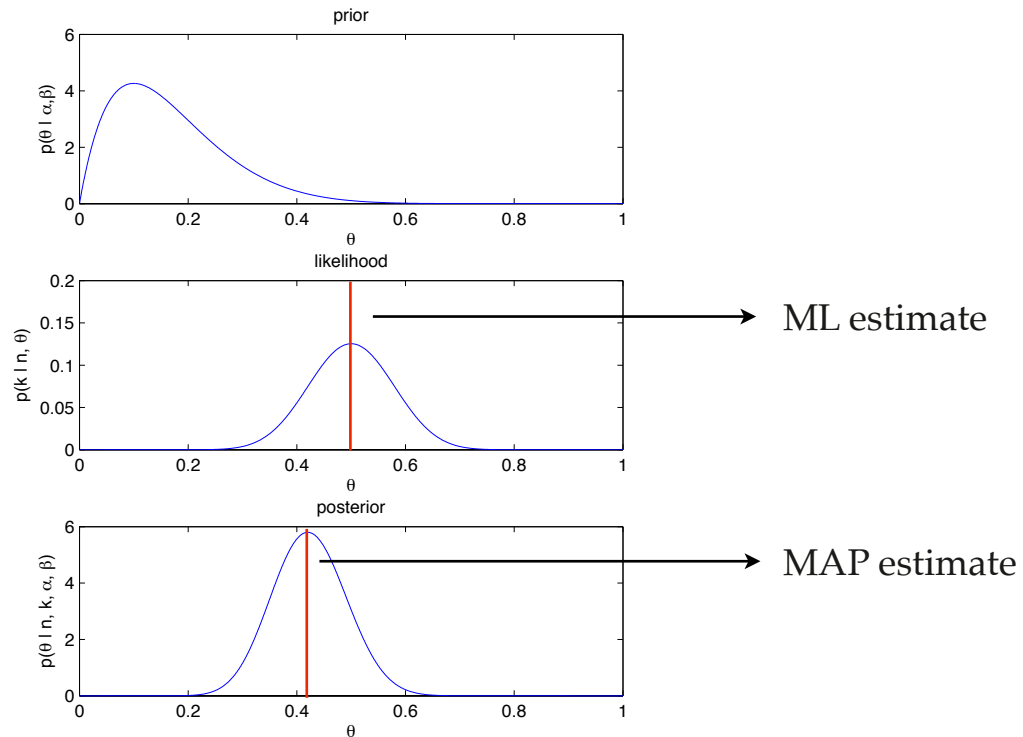 prior
6
4
2
0
p(θ | α,β)
0 0.2 0.4 0.6 0.8 1
θ
likelihood
0.2
0.15
0.1
0.05
0
p(k | n, θ)
0 0.2 0.4 0.6 0.8 1
θ
ML estimate
posterior
6
4
2
0
p(θ | n, k, α, β)
0 0.2 0.4 0.6 0.8 1
θ
MAP estimate